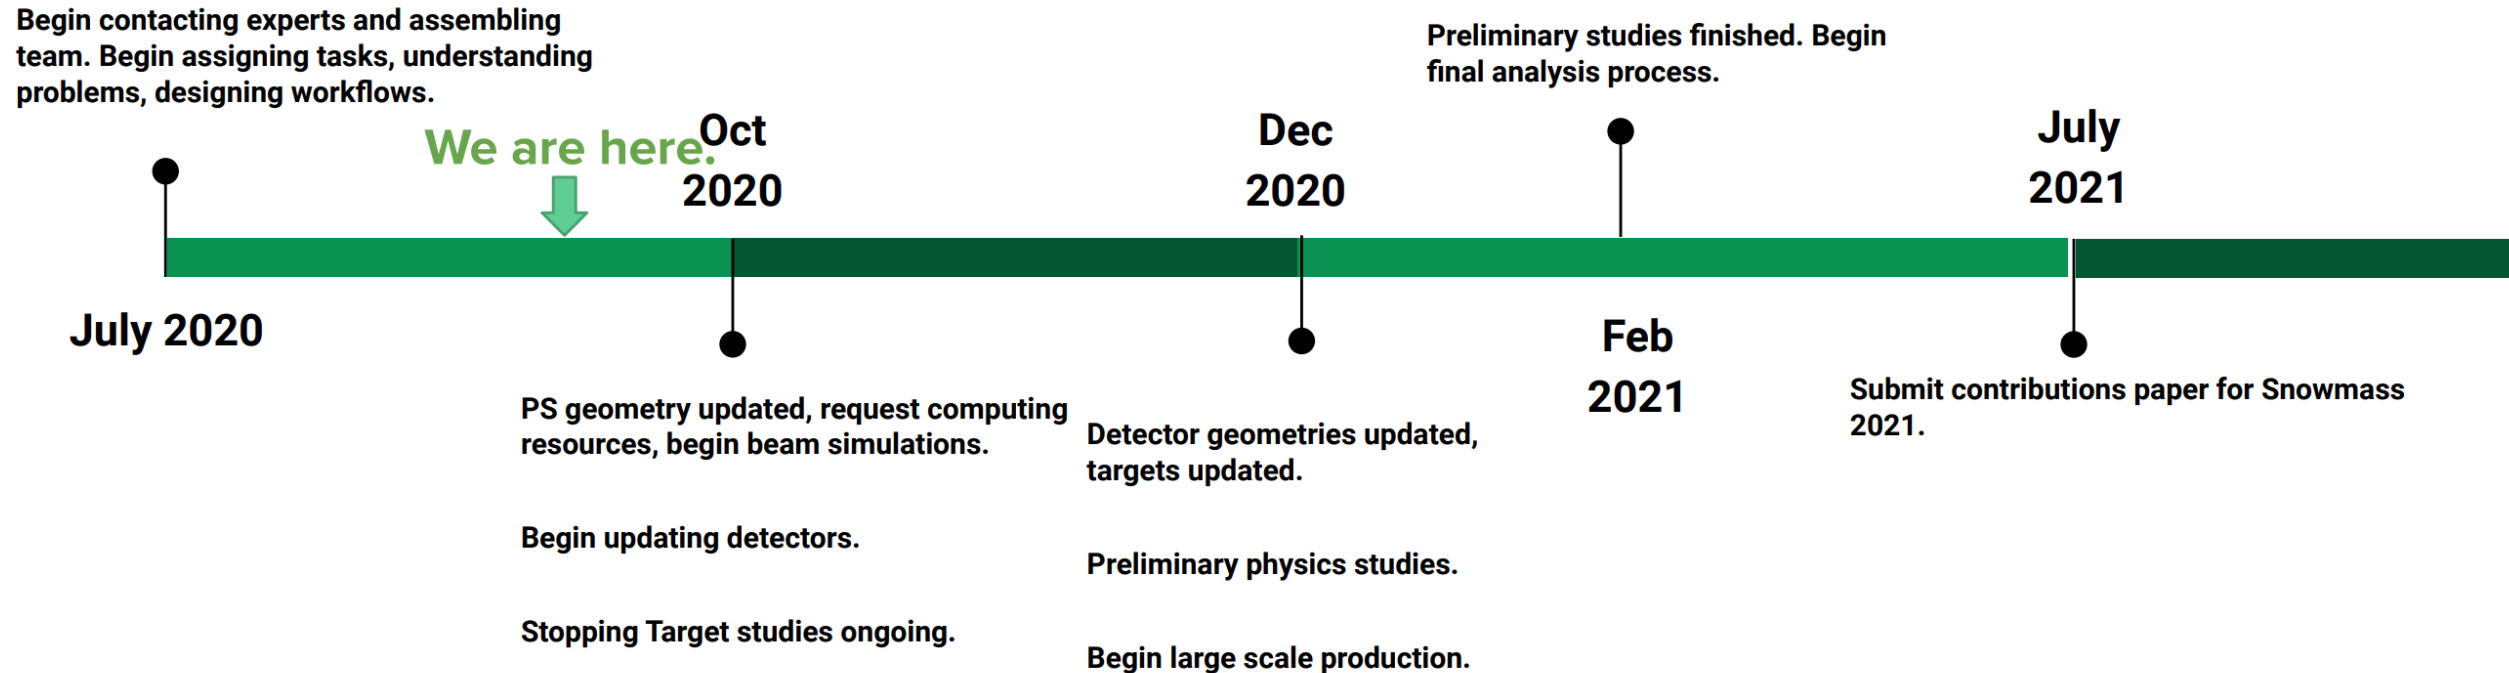 Begin contacting experts and assembling
team. Begin assigning tasks, understanding
problems, designing workflows.
Preliminary studies finished. Begin
final analysis process.
We are here.
Oct
2020
Dec
2020
July
2021
July 2020
Feb
2021
PS geometry updated, request computing
resources, begin beam simulations.
Begin updating detectors.
Stopping Target studies ongoing.
Detector geometries updated,
targets updated.
Preliminary physics studies.
Begin large scale production.
Submit contributions paper for Snowmass
2021.